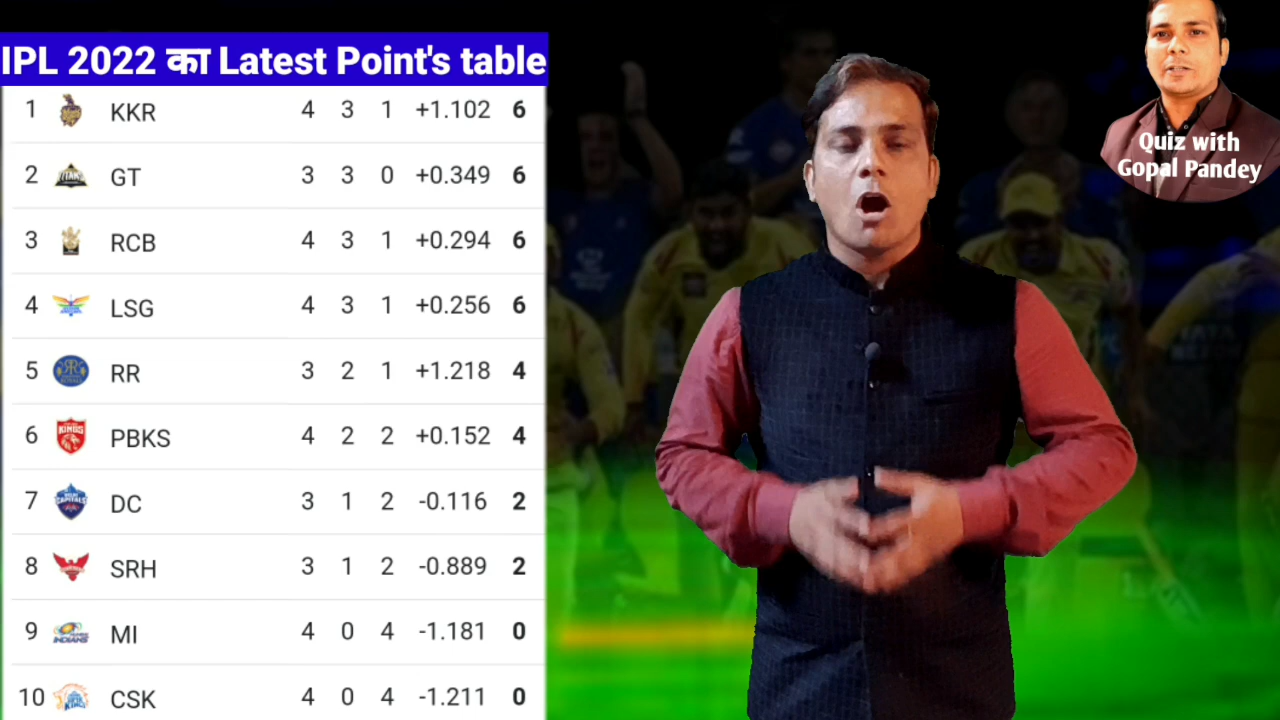 IPL 2022 का Latest Point's table
1 KKR 4 3 1 +1.102 6
2 GT 3 3 0 +0.349 6
3 RCB 4 3 1 +0.294 6
4 LSG 4 3 1 +0.256 6
5 RR 3 2 1 +1.218 4
6 PBKS 4 2 2 +0.152 4
7 DC 3 1 2 -0.116 2
8 SRH 3 1 2 -0.889 2
9 MI 4 0 4 -1.181 0
10 CSK 4 0 4 -1.211 0
Quiz with
Gopal Pandey